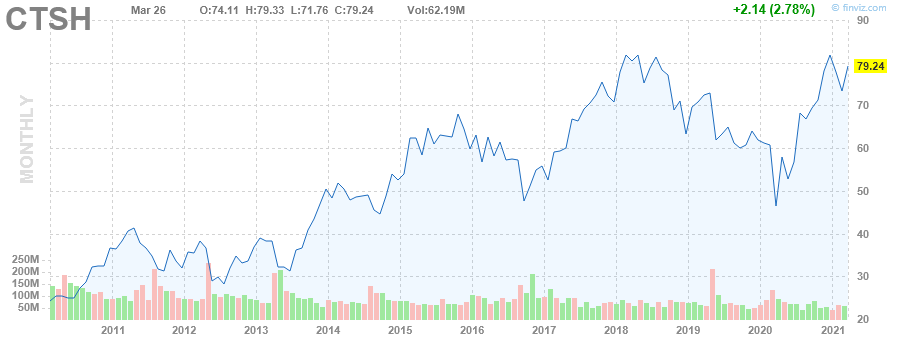 CTSH Mar 26 O:74.11 H:79.33 L:71.76 C:79.24 Vol:62.19M +2.14 (2.78%) © finviz.com
90
79.24
70
60
50
40
30
20
MONTHLY
250M
200M
150M
100M
50M
2011 2012 2013 2014 2015 2016 2017 2018 2019 2020 2021